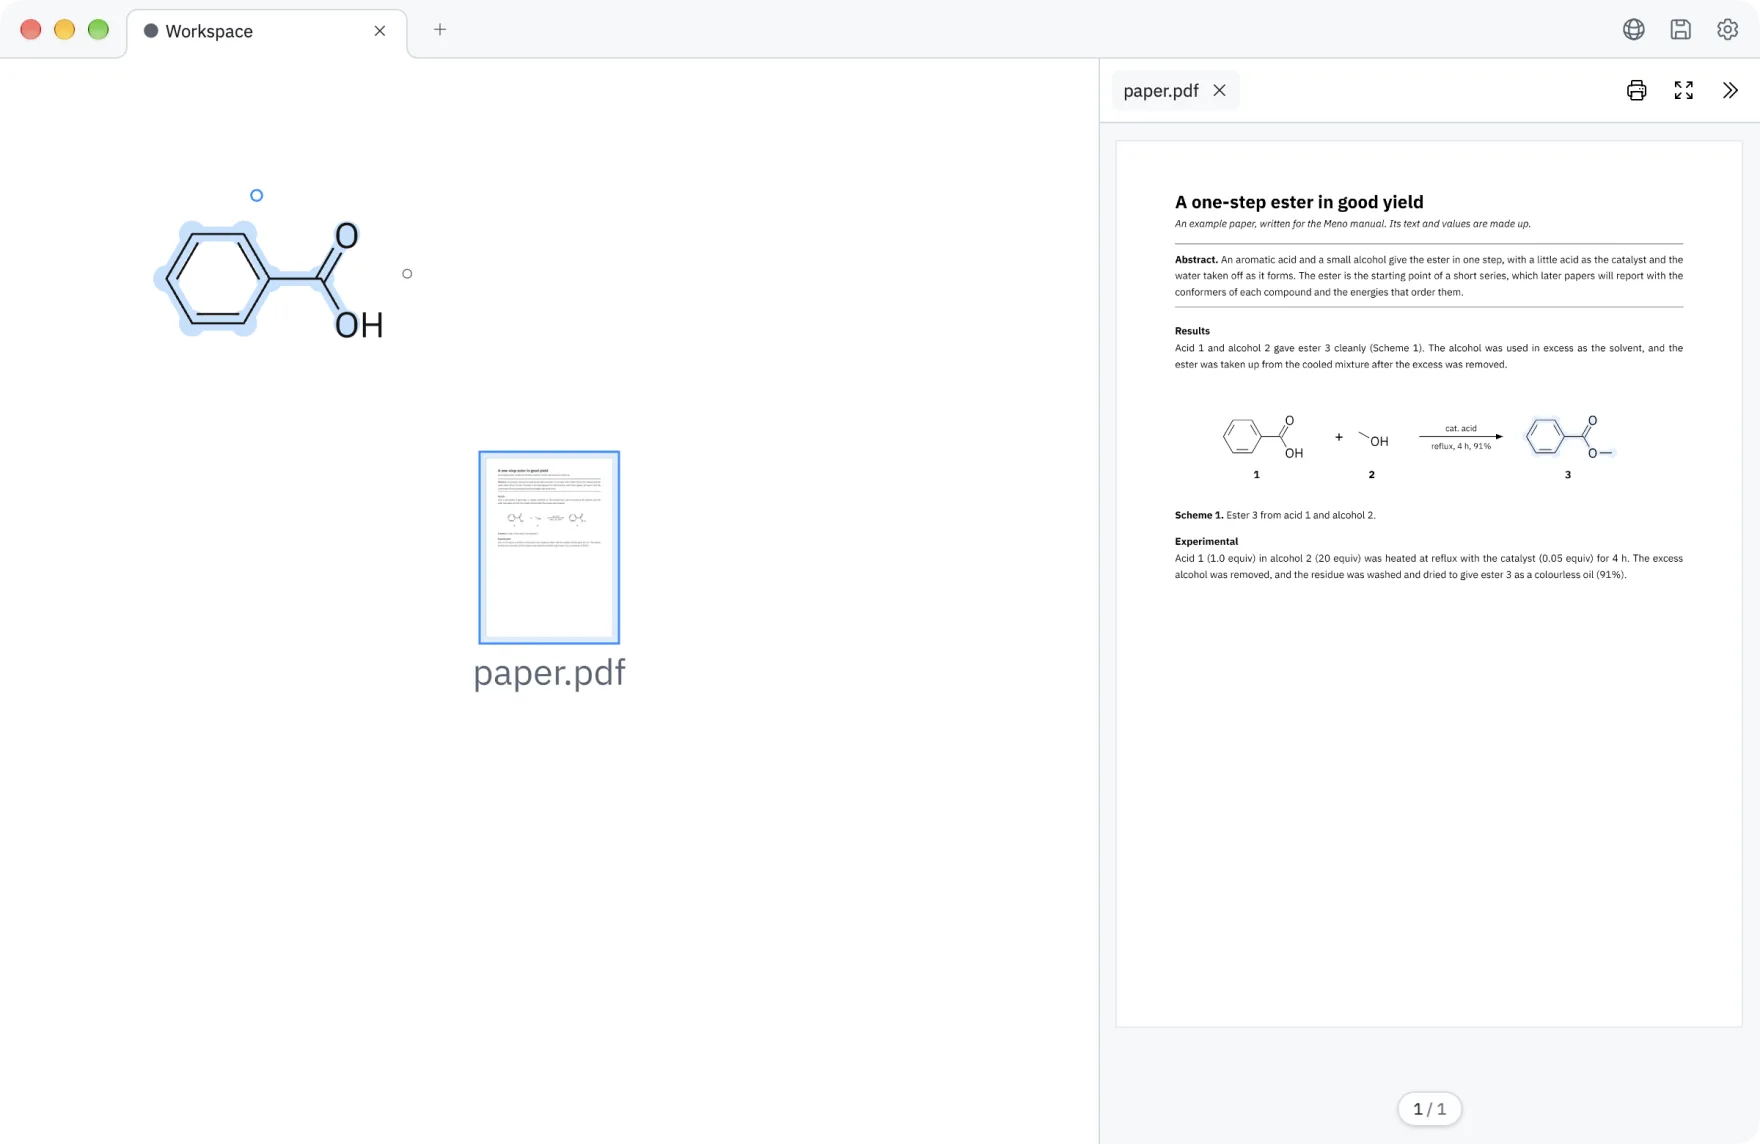 Workspace
paper.pdf
O
OH
paper.pdf
A one-step ester in good yield
An example paper, written for the Meno manual. Its text and values are made up.
Abstract. An aromatic acid and a small alcohol give the ester in one step, with a little acid as the catalyst and the
water taken off as it forms. The ester is the starting point of a short series, which later papers will report with the
conformers of each compound and the energies that order them.
Results
Acid 1 and alcohol 2 gave ester 3 cleanly (Scheme 1). The alcohol was used in excess as the solvent, and the
ester was taken up from the cooled mixture after the excess was removed.
O
OH
1
+
OH
2
cat. acid
reflux, 4 h, 91%
O
O
3
Scheme 1. Ester 3 from acid 1 and alcohol 2.
Experimental
Acid 1 (1.0 equiv) in alcohol 2 (20 equiv) was heated at reflux with the catalyst (0.05 equiv) for 4 h. The excess
alcohol was removed, and the residue was washed and dried to give ester 3 as a colourless oil (91%).
1 / 1